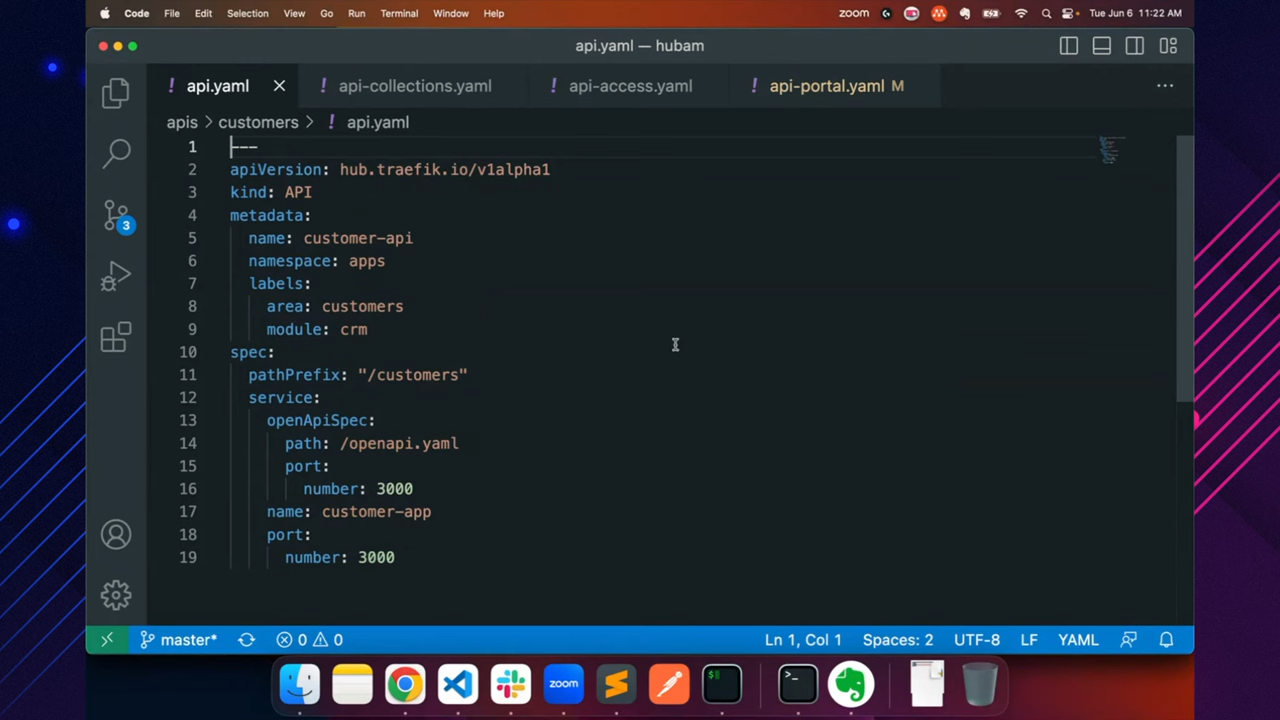 Code File Edit Selection View Go Run Terminal Window Help zoom Tue Jun 6 11:22 AM
api.yaml — hubam
! api.yaml ! api-collections.yaml ! api-access.yaml ! api-portal.yaml M
apis > customers > ! api.yaml
1 ---
2 apiVersion: hub.traefik.io/v1alpha1
3 kind: API
4 metadata:
5 name: customer-api
6 namespace: apps
7 labels:
8 area: customers
9 module: crm
10 spec:
11 pathPrefix: "/customers"
12 service:
13 openApiSpec:
14 path: /openapi.yaml
15 port:
16 number: 3000
17 name: customer-app
18 port:
19 number: 3000
3
master* 0 0 Ln 1, Col 1 Spaces: 2 UTF-8 LF YAML
zoom